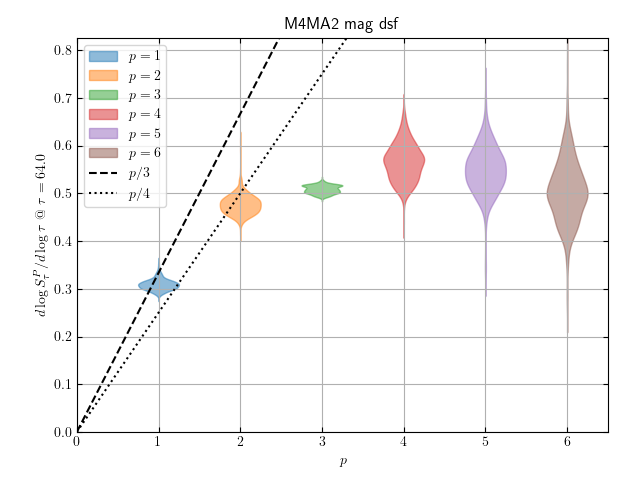 M4MA2 mag dsf
d log S_τ^P / d log τ @ τ = 64.0
0.8
0.7
0.6
0.5
0.4
0.3
0.2
0.1
0.0
p = 1
p = 2
p = 3
p = 4
p = 5
p = 6
p/3
p/4
0 1 2 3 4 5 6
p